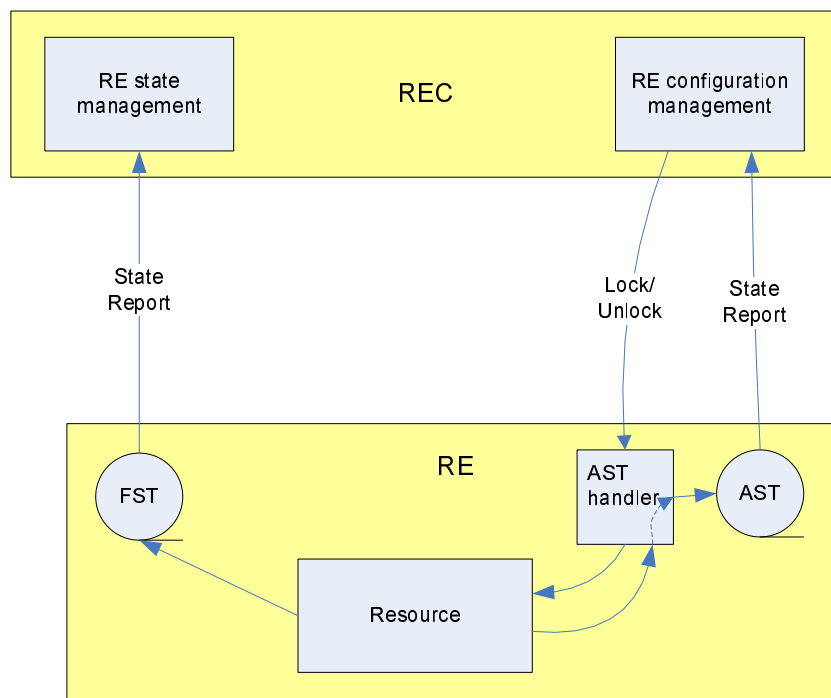 RE state
management
REC
RE configuration
management
State
Report
Lock/
Unlock
State
Report
RE
FST
AST
handler
AST
Resource